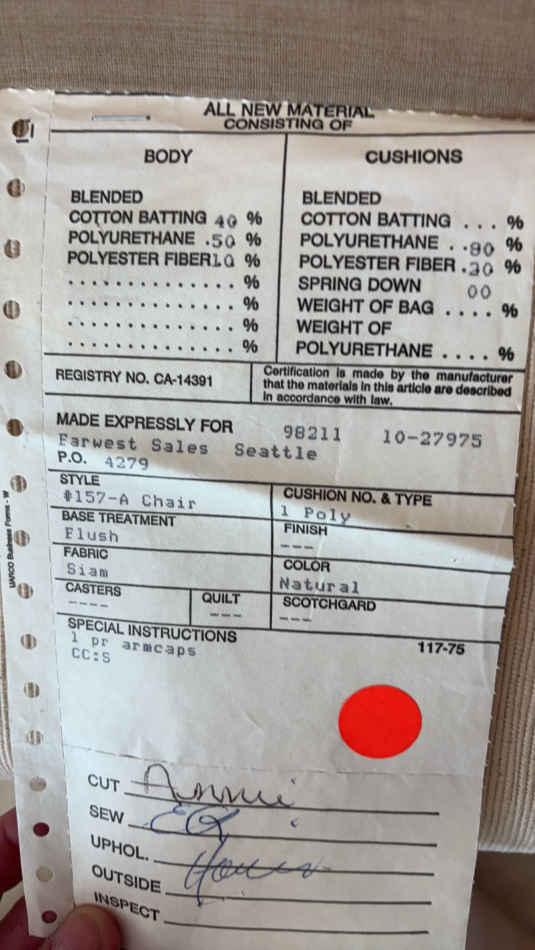 ALL NEW MATERIAL
CONSISTING OF
BODY
BLENDED
COTTON BATTING 40 %
POLYURETHANE .50 %
POLYESTER FIBER10 %
. . . . . . . . . . . . . . %
. . . . . . . . . . . . . . %
. . . . . . . . . . . . . . %
. . . . . . . . . . . . . . %
CUSHIONS
BLENDED
COTTON BATTING . . . %
POLYURETHANE . .80 %
POLYESTER FIBER .20 %
SPRING DOWN 00
WEIGHT OF BAG . . . . %
WEIGHT OF
POLYURETHANE . . . . %
REGISTRY NO. CA-14391
Certification is made by the manufacturer
that the materials in this article are described
in accordance with law.
MADE EXPRESSLY FOR 98211 10-27975
Farwest Sales Seattle
P.O. 4279
STYLE
#157-A Chair
CUSHION NO. & TYPE
1 Poly
BASE TREATMENT
Flush
FINISH
---
FABRIC
Siam
COLOR
Natural
CASTERS
----
QUILT
---
SCOTCHGARD
---
SPECIAL INSTRUCTIONS
1 pr armcaps
CC:S
117-75
UARCO Business Forms - W
CUT Annie
SEW
UPHOL.
OUTSIDE
INSPECT